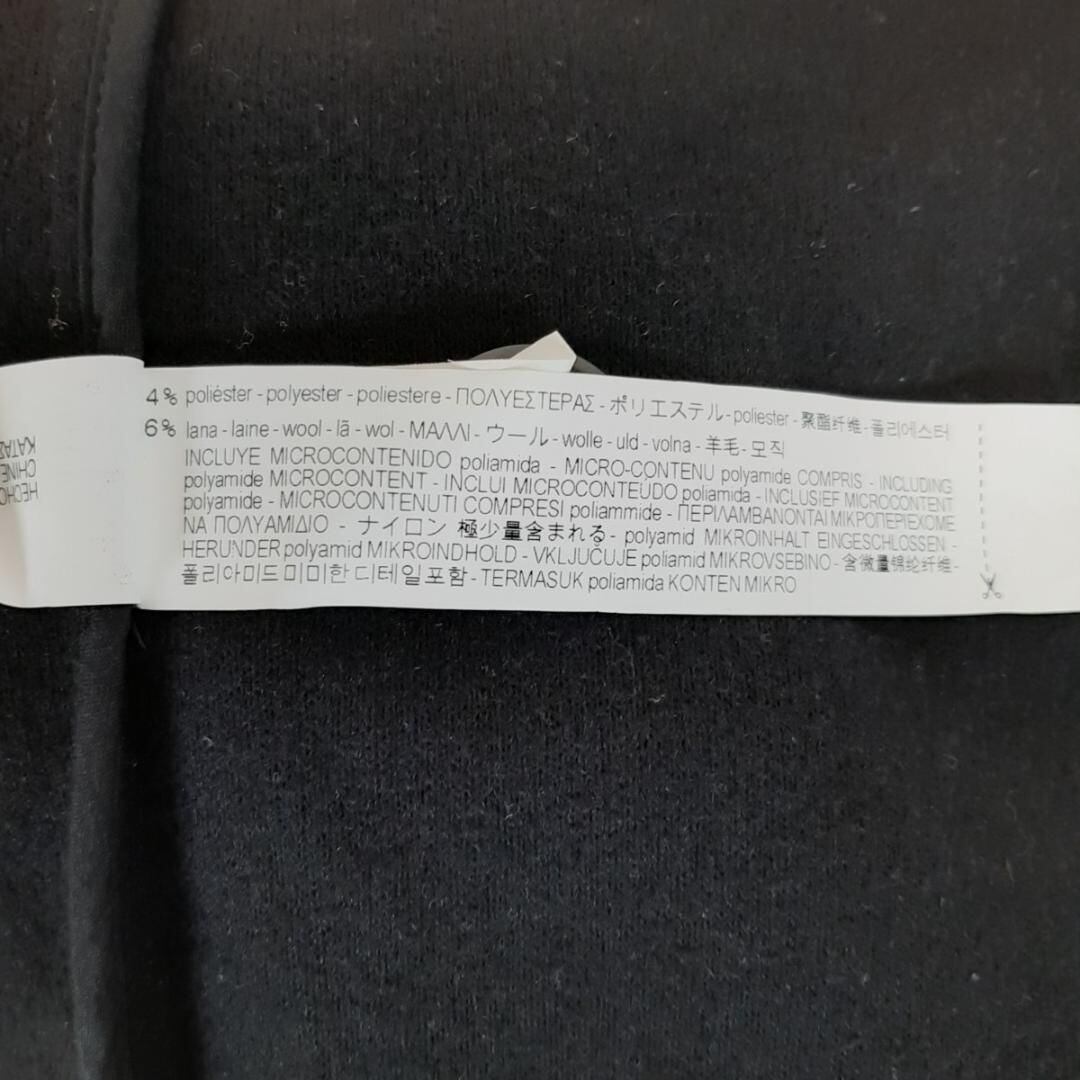 4% poliéster - polyester - poliestere - ΠΟΛΥΕΣΤΕΡΑΣ - ポリエステル - poliester - 聚酯纤维 - 폴리에스터
6% lana - laine - wool - lã - wol - ΜΑΛΛΙ - ウール - wolle - uld - volna - 羊毛 - 모직
INCLUYE MICROCONTENIDO poliamida - MICRO-CONTENU polyamide COMPRIS - INCLUDING
polyamide MICROCONTENT - INCLUI MICROCONTEÚDO poliamida - INCLUSIEF MICROCONTENT
polyamide - MICROCONTENUTI COMPRESI poliammide - ΠΕΡΙΛΑΜΒΑΝΟΝΤΑΙ ΜΙΚΡΟΠΕΡΙΕΧΟΜΕ
ΝΑ ΠΟΛΥΑΜΙΔΙΟ - ナイロン 極少量含まれる - polyamid MIKROINHALT EINGESCHLOSSEN -
HERUNDER polyamid MIKROINDHOLD - VKLJUČUJE poliamid MIKROVSEBINO - 含微量锦纶纤维 -
폴리아미드 미미한 디테일 포함 - TERMASUK poliamida KONTEN MIKRO
HECHO
CHINE
ΚΑΤΑΣ